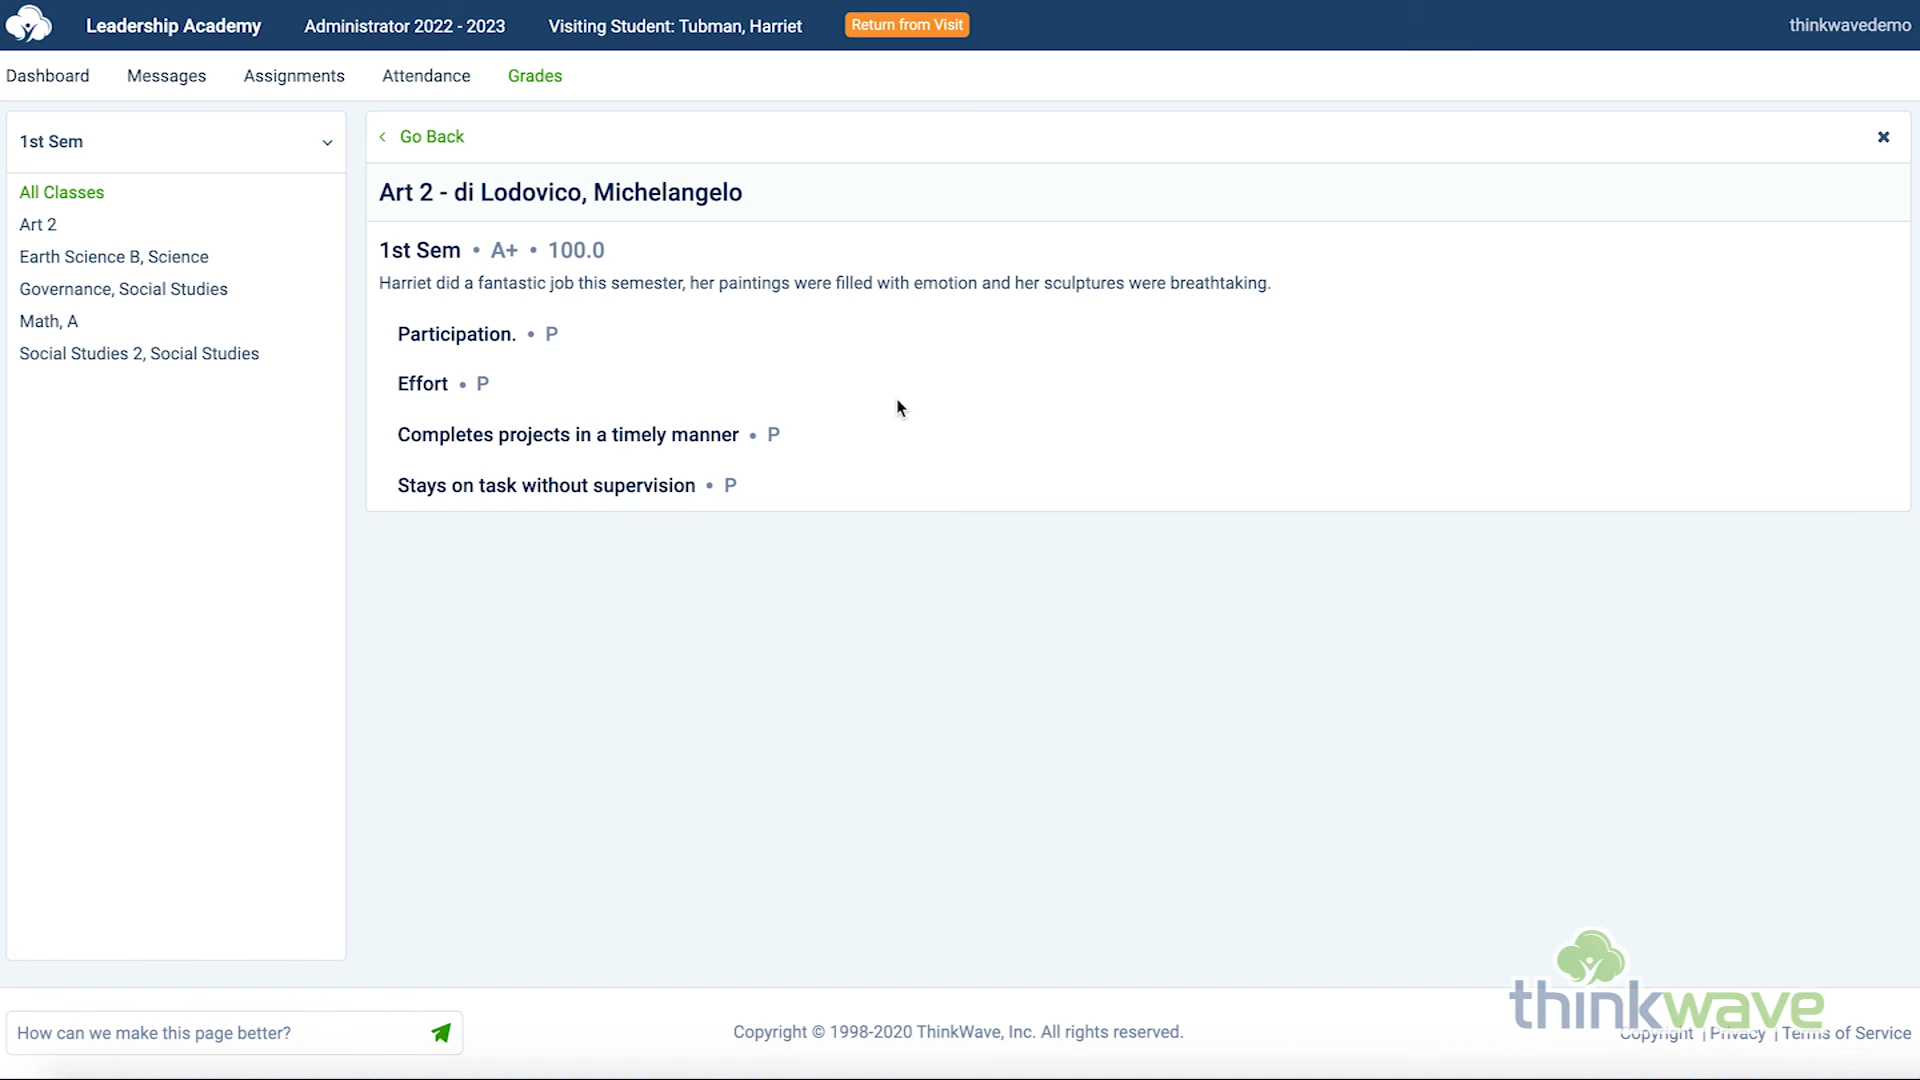 Leadership Academy Administrator 2022 - 2023 Visiting Student: Tubman, Harriet Return from Visit thinkwavedemo
Dashboard Messages Assignments Attendance Grades
1st Sem
All Classes
Art 2
Earth Science B, Science
Governance, Social Studies
Math, A
Social Studies 2, Social Studies
Go Back
Art 2 - di Lodovico, Michelangelo
1st Sem • A+ • 100.0
Harriet did a fantastic job this semester, her paintings were filled with emotion and her sculptures were breathtaking.
Participation. • P
Effort • P
Completes projects in a timely manner • P
Stays on task without supervision • P
thinkwave
How can we make this page better?
Copyright © 1998-2020 ThinkWave, Inc. All rights reserved.
Copyright | Privacy | Terms of Service